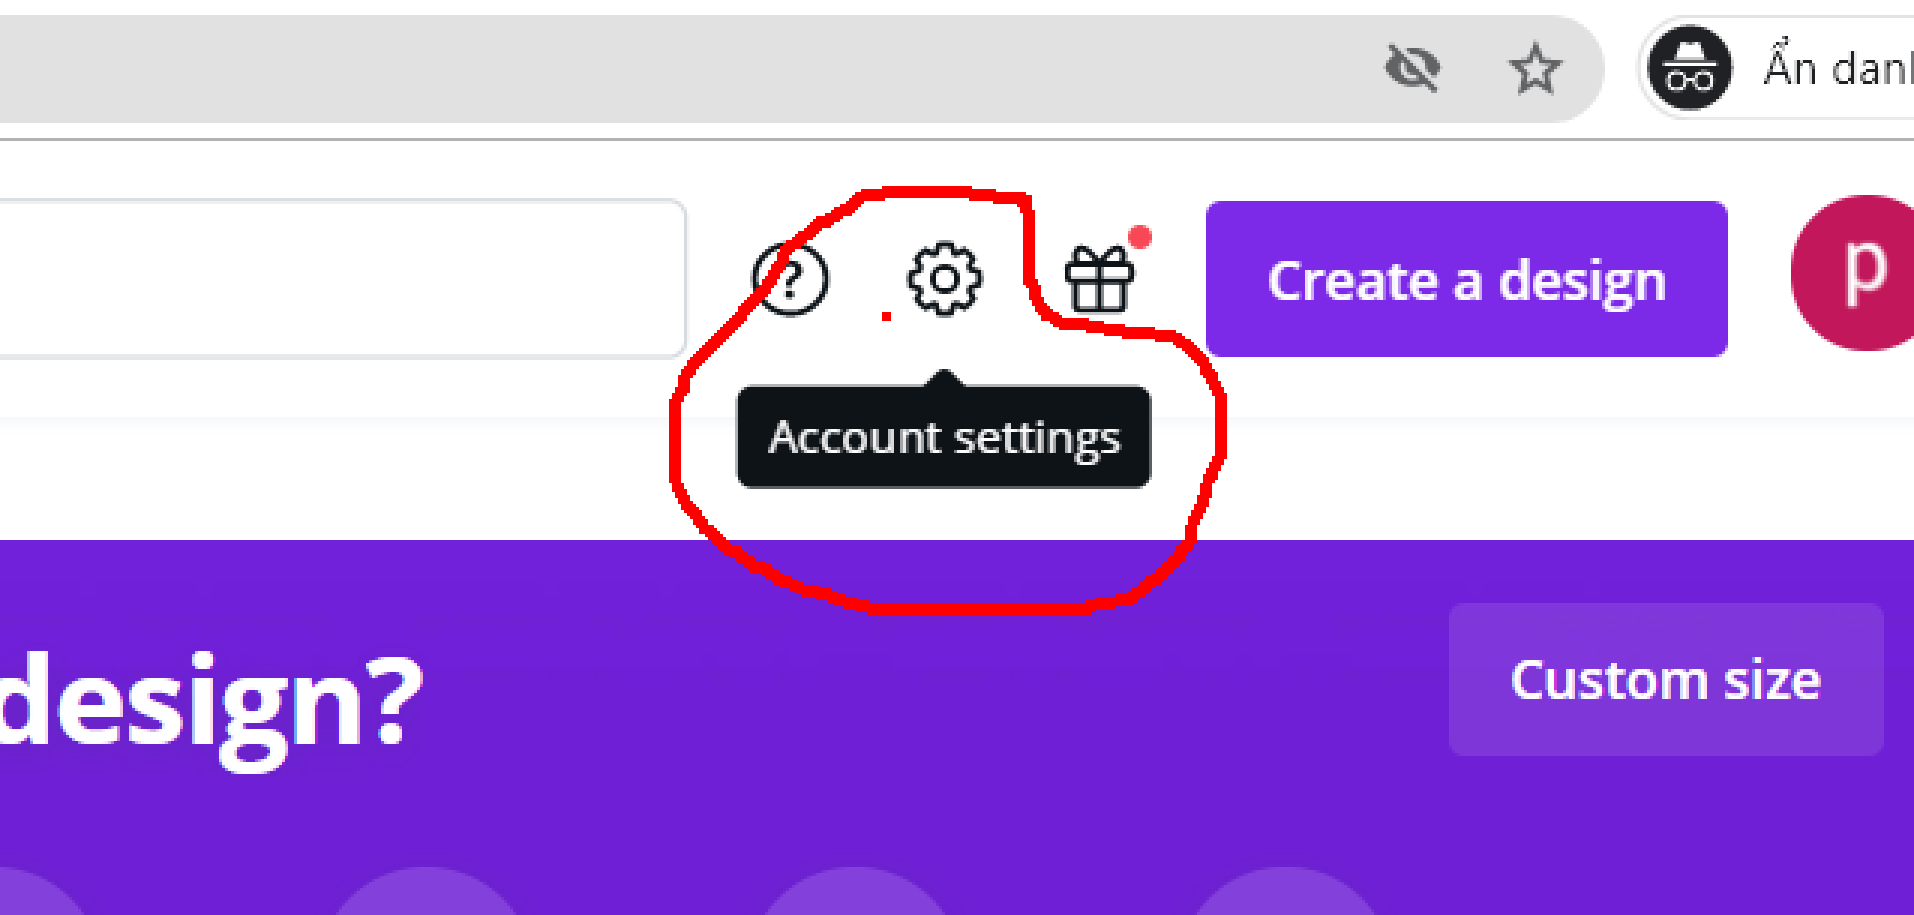 Ẩn danh
?
Create a design
p
Account settings
design?
Custom size